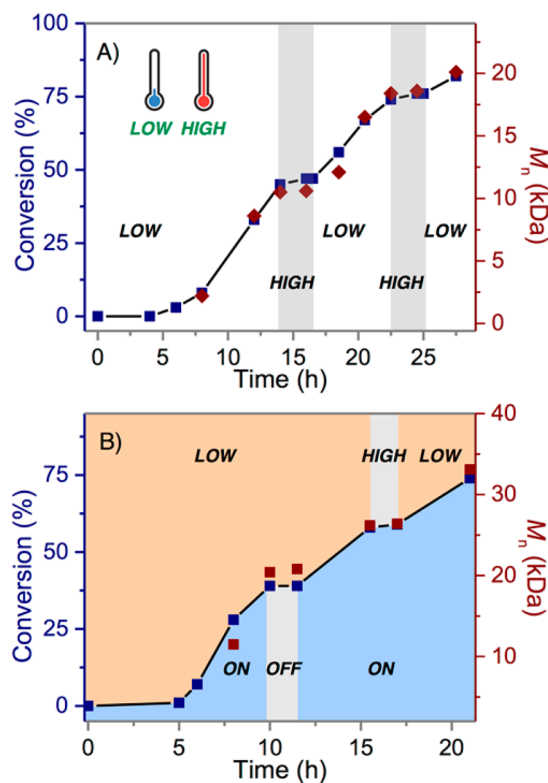 A)
LOW HIGH
100
75
50
25
0
Conversion (%)
20
15
10
5
0
Mn (kDa)
LOW
HIGH
LOW
HIGH
LOW
0 5 10 15 20 25
Time (h)
B)
LOW
HIGH
LOW
75
50
25
0
Conversion (%)
40
30
20
10
Mn (kDa)
ON
OFF
ON
0 5 10 15 20
Time (h)